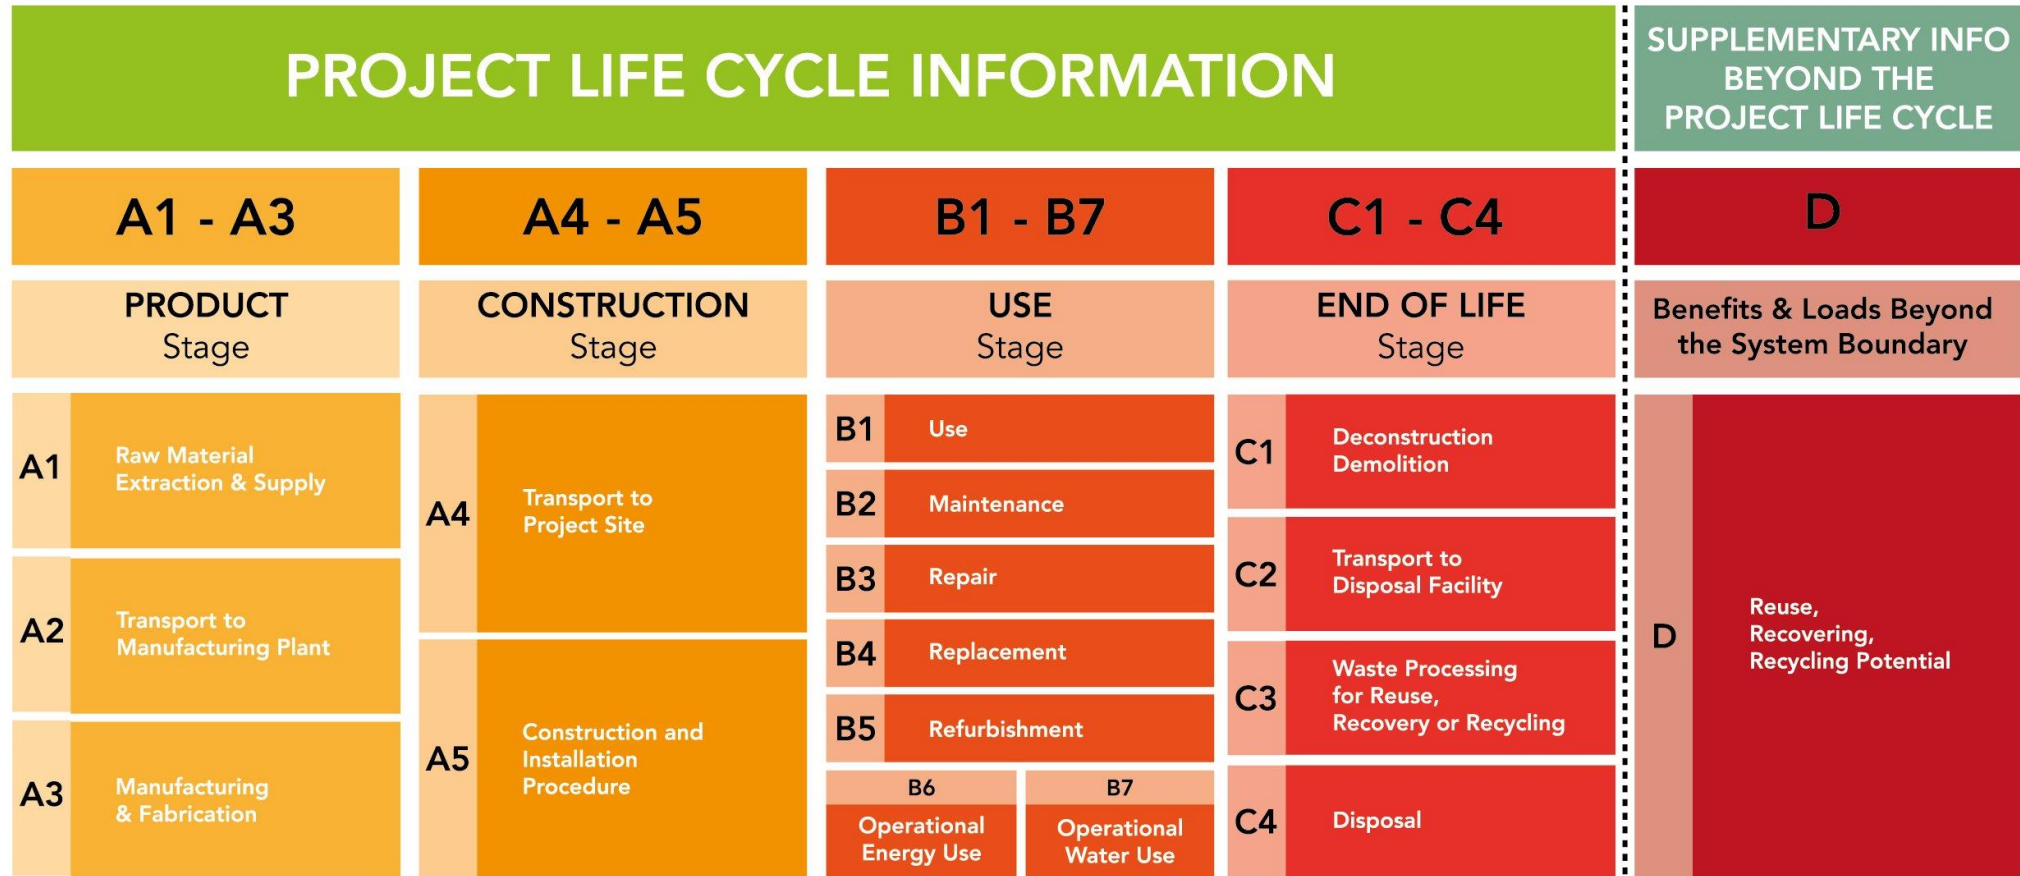 PROJECT LIFE CYCLE INFORMATION
SUPPLEMENTARY INFO
BEYOND THE
PROJECT LIFE CYCLE
A1 - A3
A4 - A5
B1 - B7
C1 - C4
D
PRODUCT
Stage
CONSTRUCTION
Stage
USE
Stage
END OF LIFE
Stage
Benefits & Loads Beyond
the System Boundary
A1
Raw Material
Extraction & Supply
A2
Transport to
Manufacturing Plant
A3
Manufacturing
& Fabrication
A4
Transport to
Project Site
A5
Construction and
Installation
Procedure
B1
Use
B2
Maintenance
B3
Repair
B4
Replacement
B5
Refurbishment
B6
Operational
Energy Use
B7
Operational
Water Use
C1
Deconstruction
Demolition
C2
Transport to
Disposal Facility
C3
Waste Processing
for Reuse,
Recovery or Recycling
C4
Disposal
D
Reuse,
Recovering,
Recycling Potential